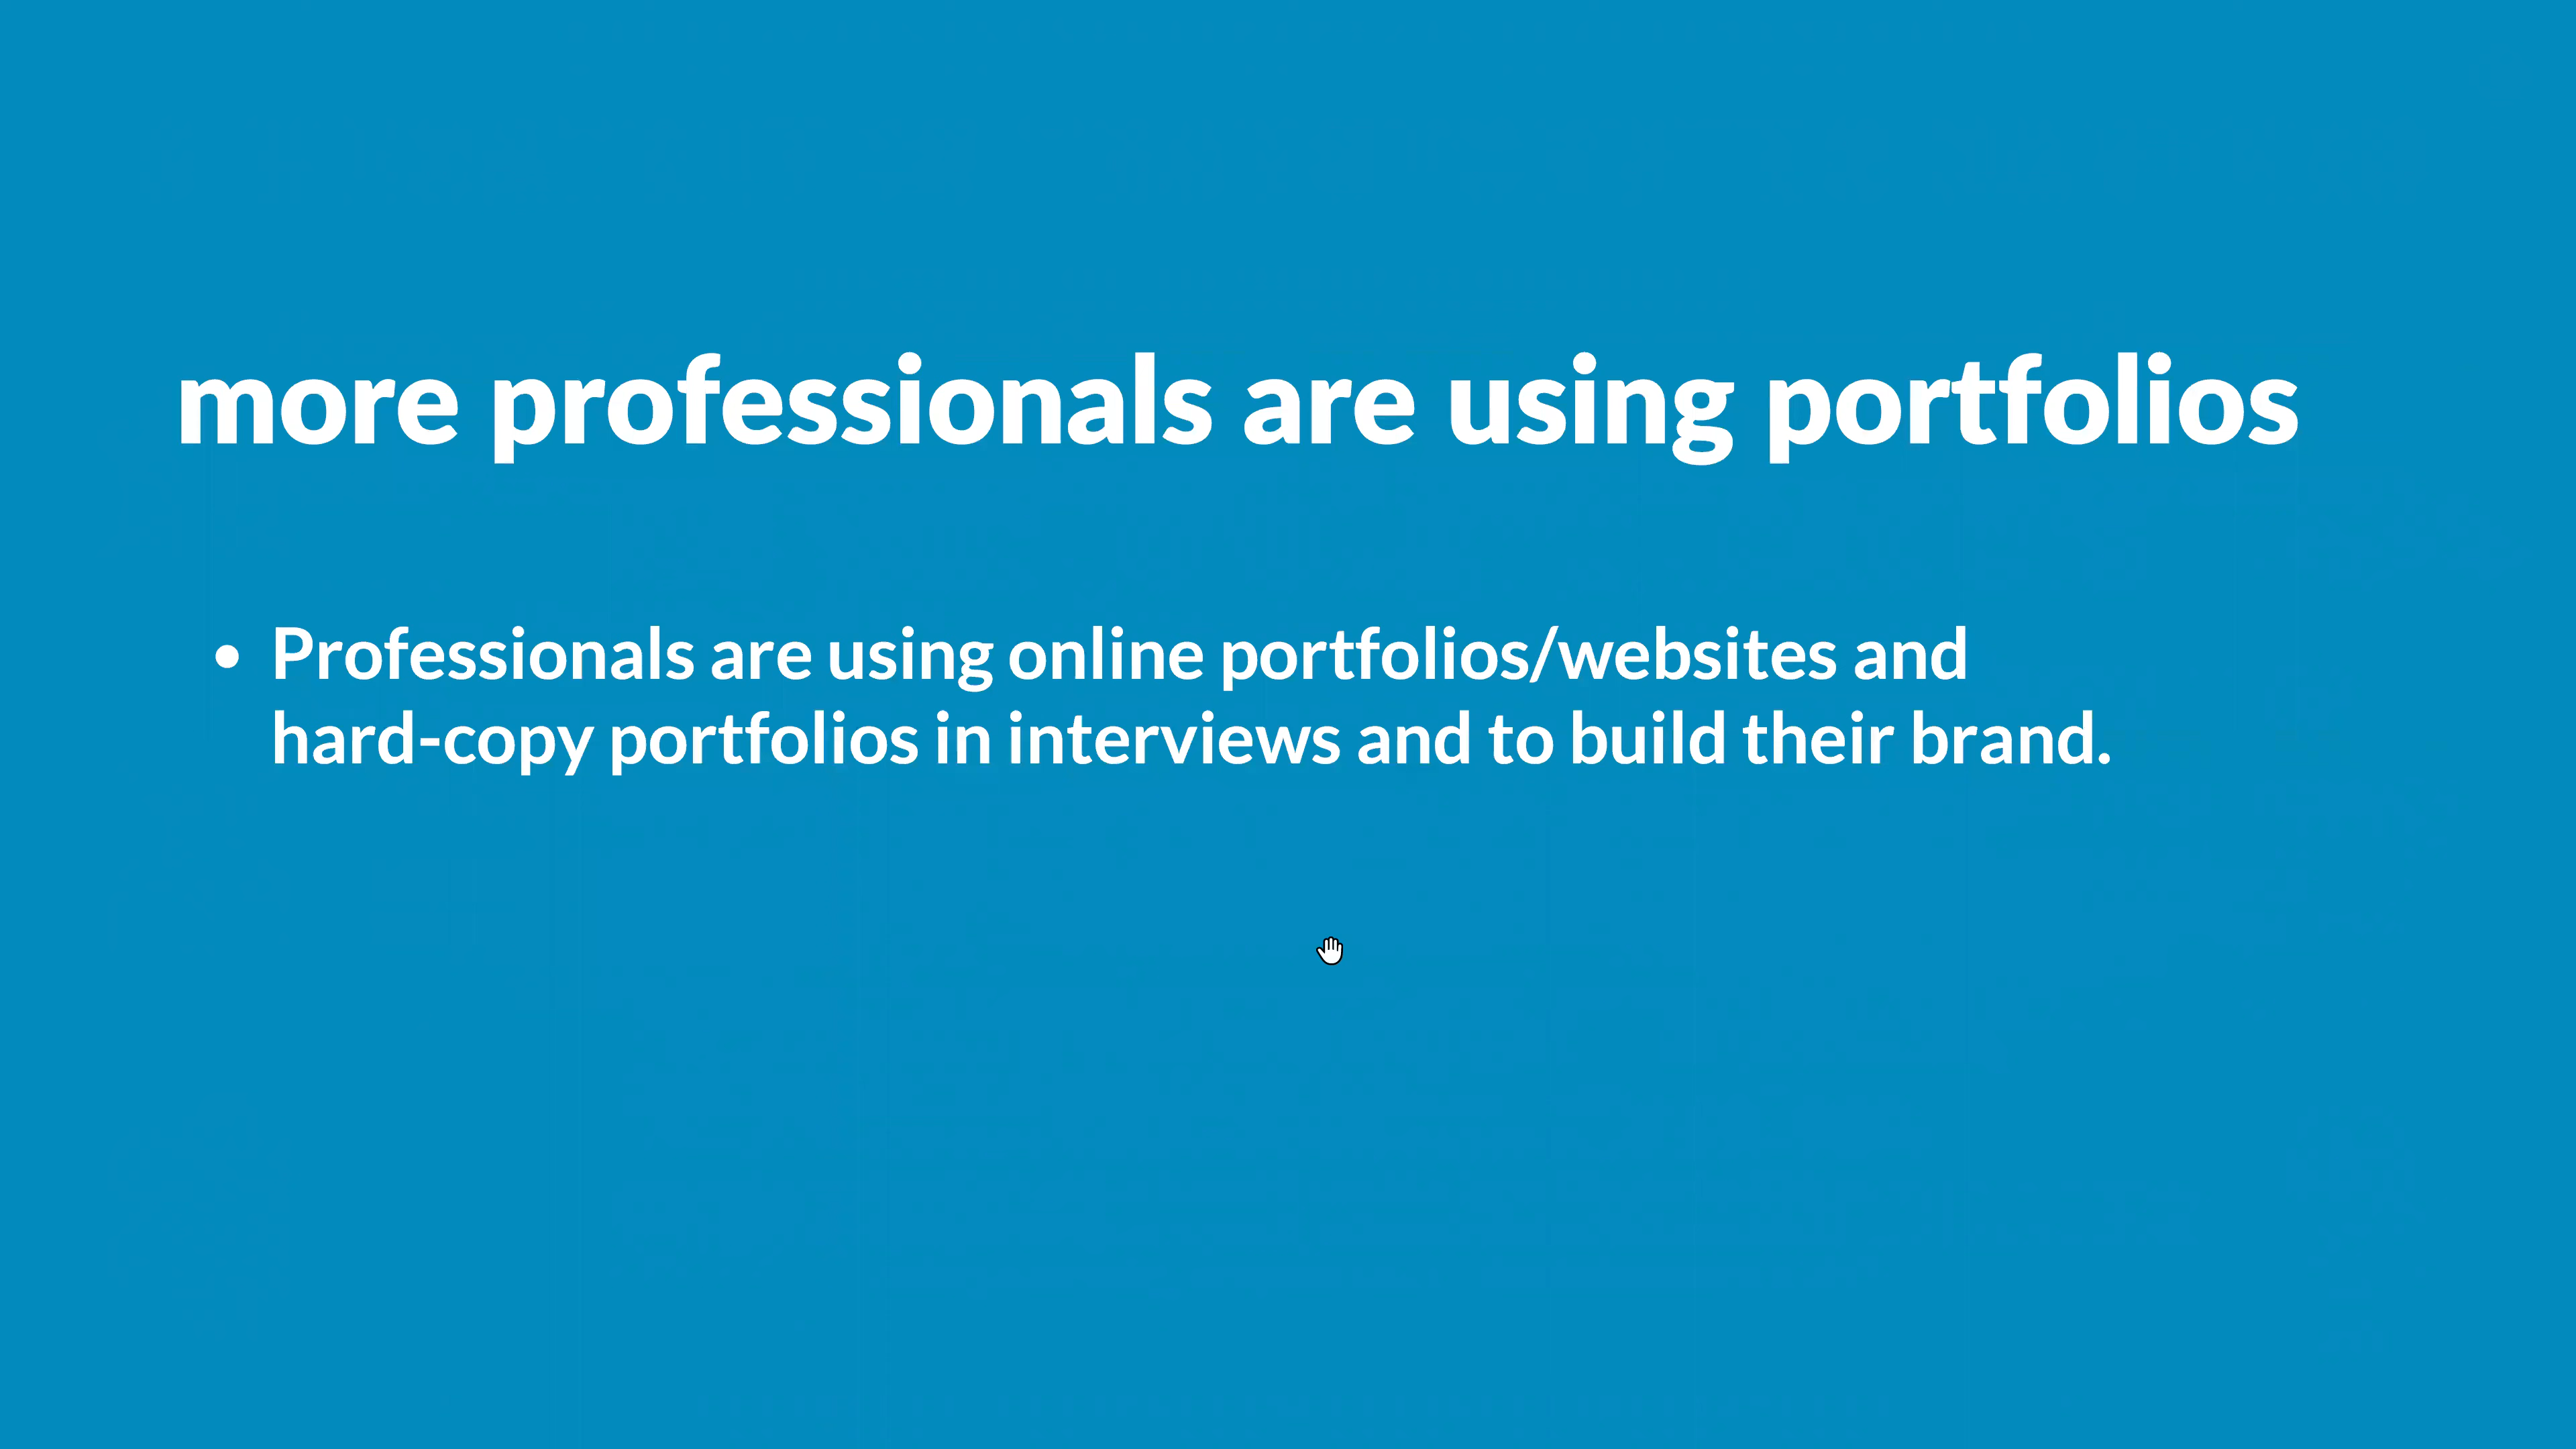 more professionals are using portfolios
• Professionals are using online portfolios/websites and
hard-copy portfolios in interviews and to build their brand.